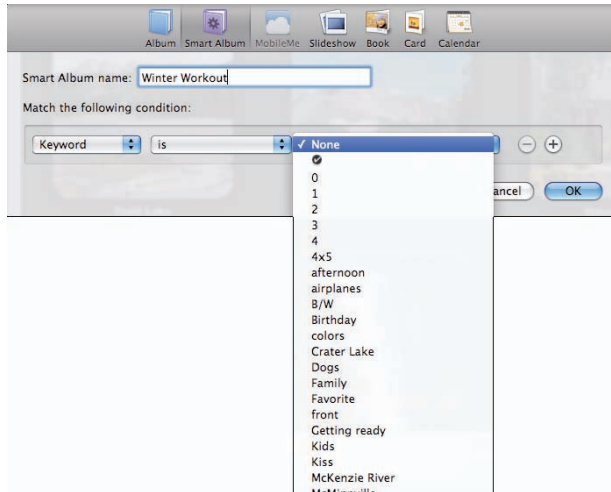 Album Smart Album MobileMe Slideshow Book Card Calendar
Smart Album name: Winter Workout
Match the following condition:
Keyword is ✓ None
0
1
2
3
4
4x5
afternoon
airplanes
B/W
Birthday
colors
Crater Lake
Dogs
Family
Favorite
front
Getting ready
Kids
Kiss
McKenzie River
ancel OK